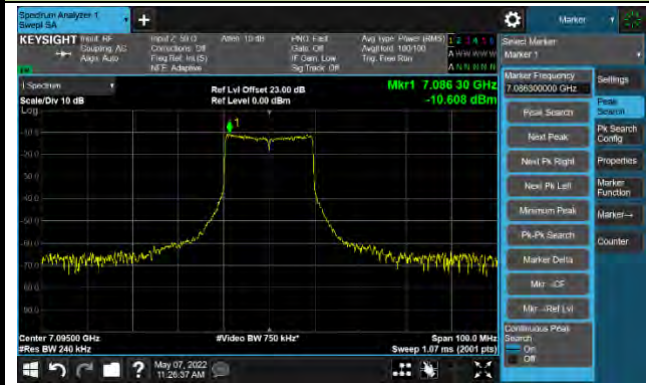 Spectrum Analyzer 1
Swept SA
+
Marker
KEYSIGHT Input: RF
Coupling: AC
Align: Auto
Input Z: 50 Ω
Corrections: Off
Freq Ref: Int (S)
NFE: Adaptive
Atten: 10 dB
PNO: Fast
Gate: Off
IF Gain: Low
Sig Track: Off
Avg Type: Power (RMS)
Avg|Hold: 100/100
Trig: Free Run
1 2 3 4 5 6
A W W W W W
A N N N N N
Select Marker
Marker 1
1 Spectrum
Scale/Div 10 dB
Log
Ref Lvl Offset 23.00 dB
Ref Level 0.00 dBm
Mkr1 7.086 30 GHz
-10.608 dBm
1
-10.0
-20.0
-30.0
-40.0
-50.0
-60.0
-70.0
-80.0
-90.0
Center 7.09500 GHz
#Res BW 240 kHz
#Video BW 750 kHz*
Span 100.0 MHz
Sweep 1.07 ms (2001 pts)
Marker Frequency
7.086300000 GHz
Peak Search
Next Peak
Next Pk Right
Next Pk Left
Minimum Peak
Pk-Pk Search
Marker Delta
Mkr→CF
Mkr→Ref Lvl
Continuous Peak
Search
On
Off
Settings
Peak
Search
Pk Search
Config
Properties
Marker
Function
Marker→
Counter
?
May 07, 2022
11:26:37 AM